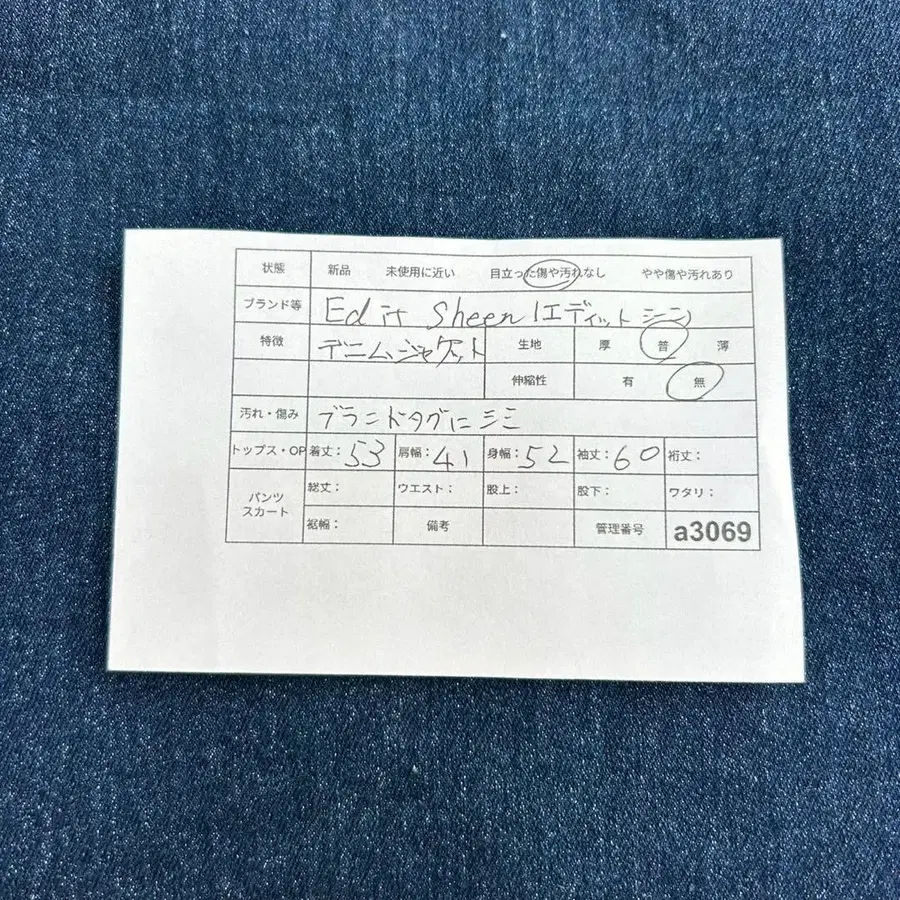 状態 新品 未使用に近い 目立った傷や汚れなし やや傷や汚れあり
ブランド等 Edit Sheen(エディットシーン
特徴 デニムジャケット 生地 厚 普 薄
伸縮性 有 無
汚れ・傷み ブランドタグにシミ
トップス・OP 着丈:53 肩幅:41 身幅:52 袖丈:60 裄丈:
パンツ スカート 総丈: ウエスト: 股上: 股下: ワタリ:
裾幅: 備考 管理番号 a3069